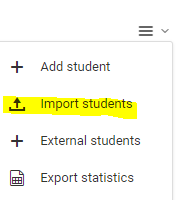 Add student
Import students
External students
Export statistics